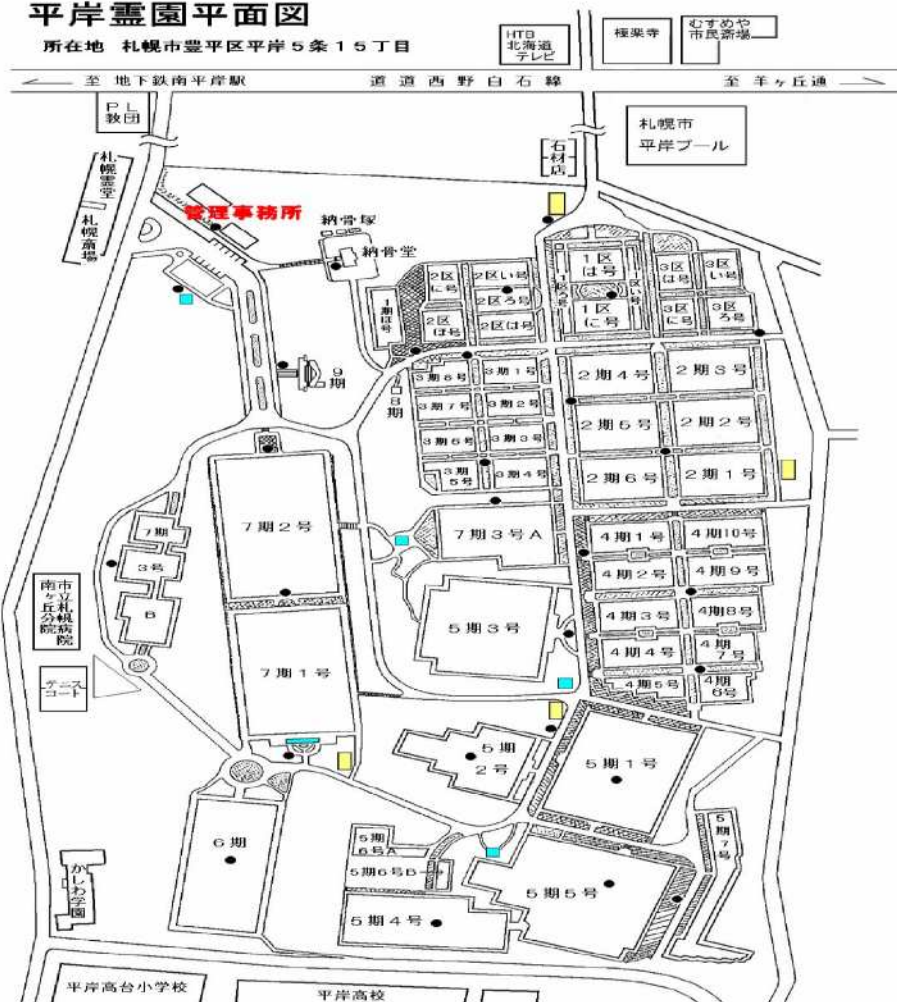 平岸霊園平面図
所在地 札幌市豊平区平岸5条15丁目
HTB
北海道
テレビ
極楽寺
むすめや
市民斎場
至 地下鉄南平岸駅
道道西野白石線
至 羊ヶ丘通
PL
教団
札幌市
平岸プール
石材店
札幌霊堂
札幌斎場
管理事務所
納骨塚
納骨堂
1期は号
2区
に号
2区い号
2区ろ号
2区
ほ号
2区は号
1区
は号
1区ろ号
1区い号
1区
に号
3区
は号
3区
い号
3区
に号
3区
ろ号
9期
8期
3期8号
3期1号
3期7号
3期2号
3期6号
3期3号
3期
5号
3期4号
2期4号
2期3号
2期5号
2期2号
2期6号
2期1号
7期2号
7期3号A
7期
3号
B
4期1号
4期10号
4期2号
4期9号
4期3号
4期8号
4期4号
4期
7号
4期5号
4期
6号
市立札幌病院
南ヶ丘分院
テニス
コート
7期1号
5期3号
5期
2号
5期1号
5期
7号
6期
5期
6号A
5期6号B
5期5号
5期4号
かしわ学園
平岸高台小学校
平岸高校